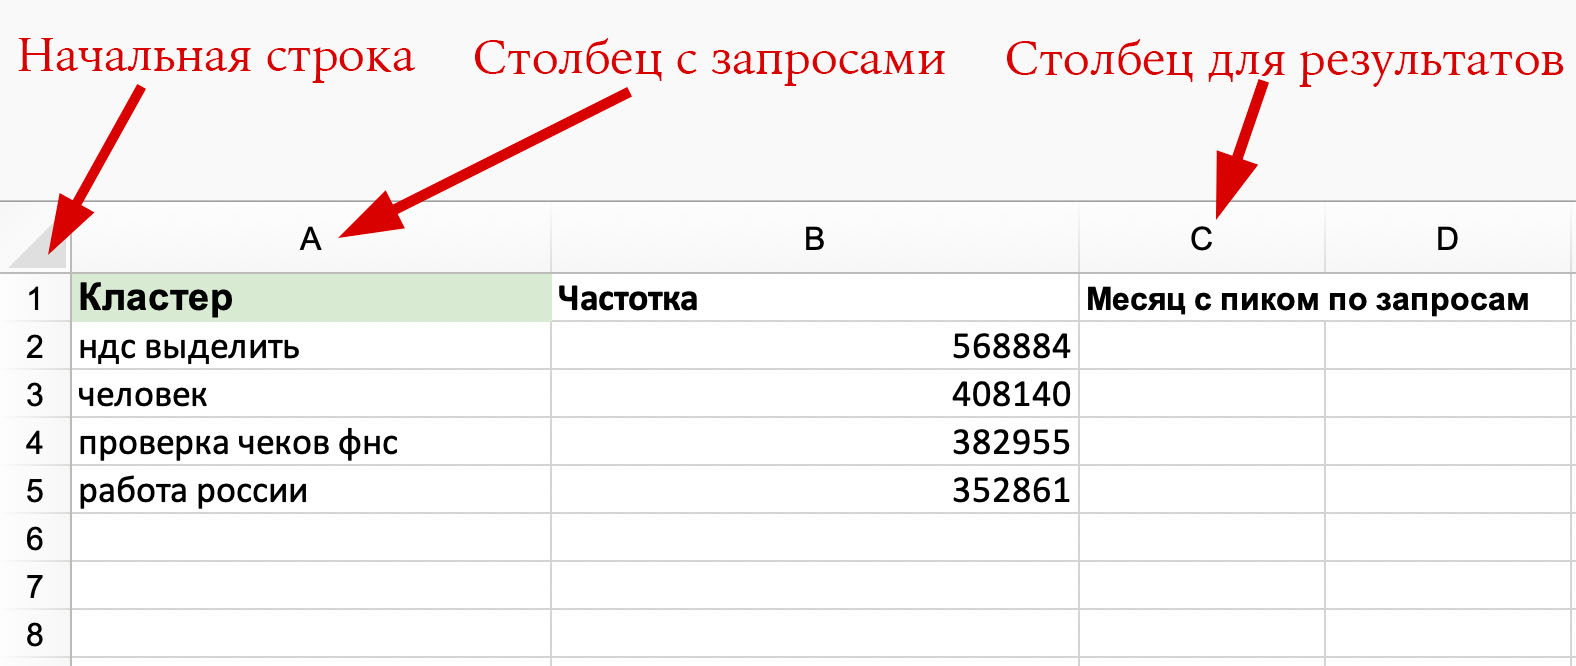 Начальная строка Столбец с запросами Столбец для результатов
A B C D
1 Кластер Частотка Месяц с пиком по запросам
2 ндс выделить 568884
3 человек 408140
4 проверка чеков фнс 382955
5 работа россии 352861
6
7
8